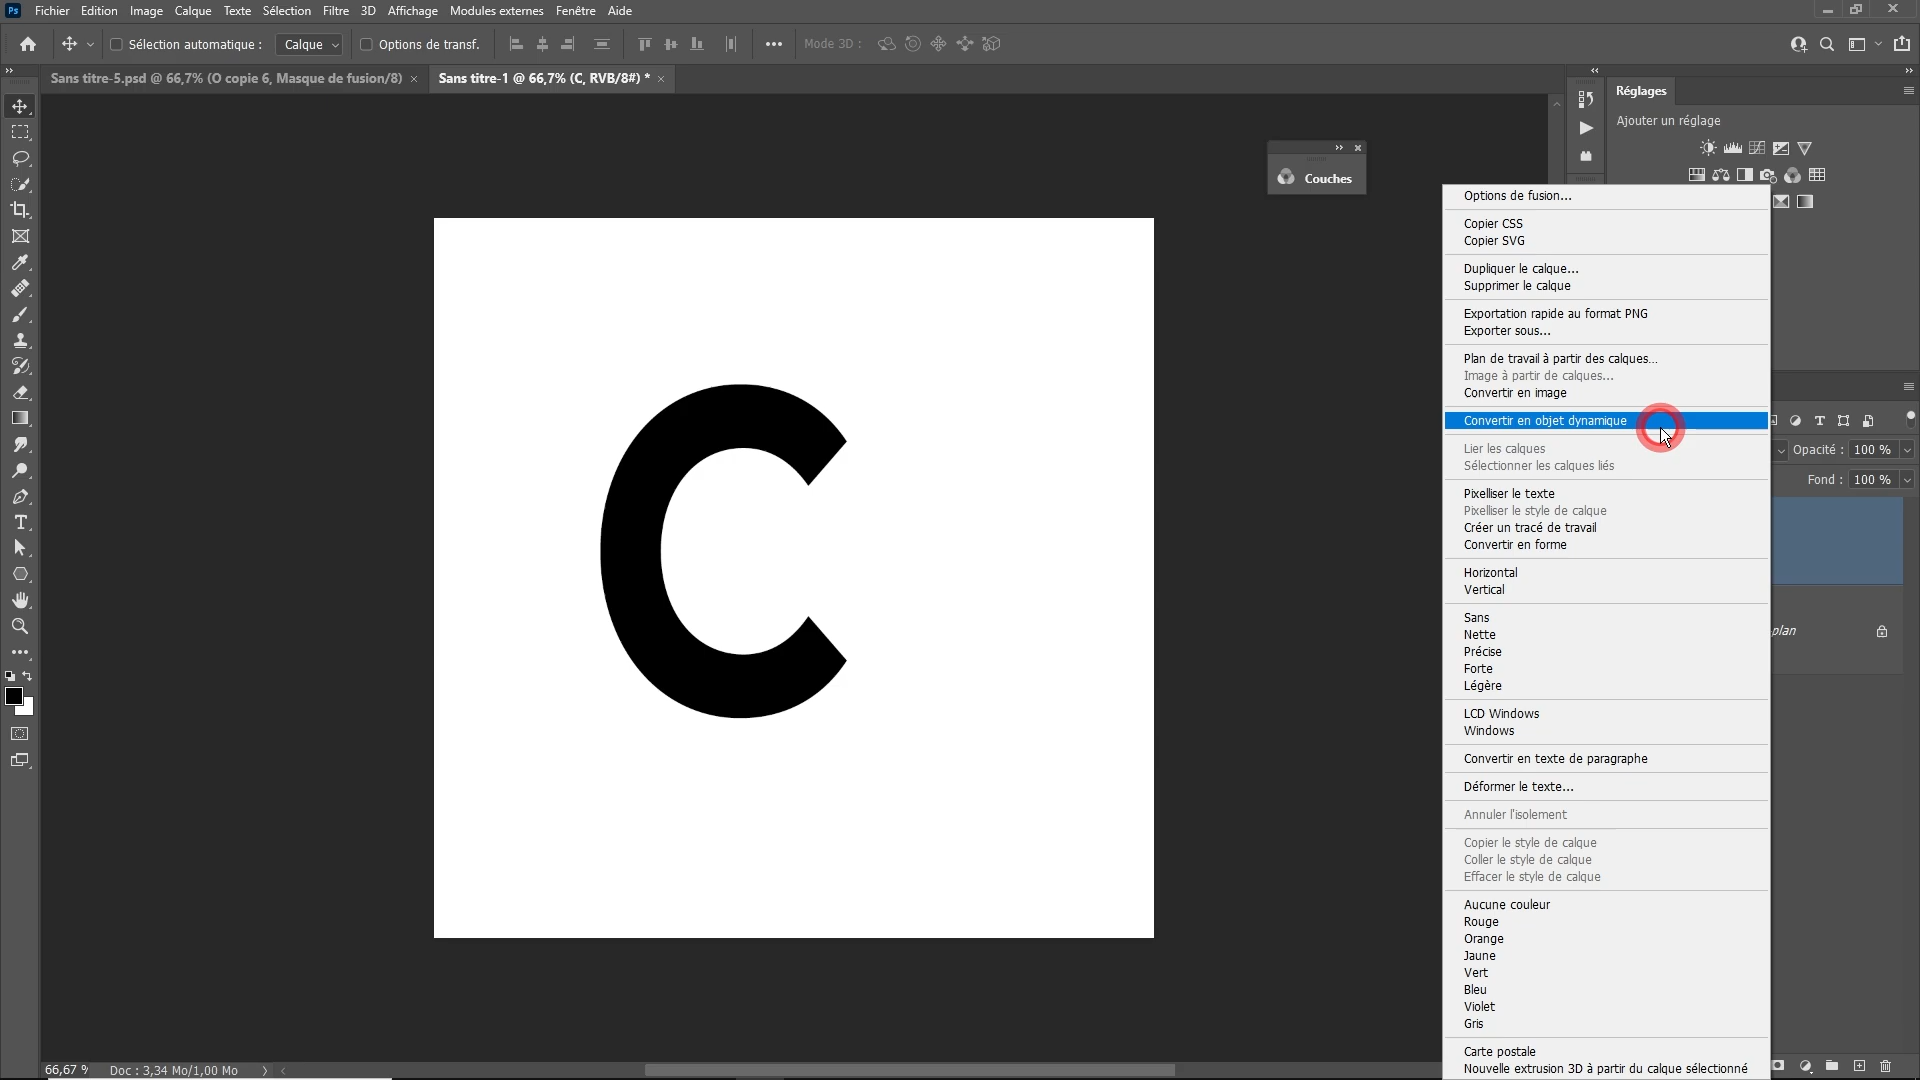 Ps Fichier Edition Image Calque Texte Sélection Filtre 3D Affichage Modules externes Fenêtre Aide
Sélection automatique : Calque Options de transf. Mode 3D :
Sans titre-5.psd @ 66,7% (O copie 6, Masque de fusion/8) Sans titre-1 @ 66,7% (C, RVB/8#) *
Réglages
Ajouter un réglage
Couches
C
Options de fusion...
Copier CSS
Copier SVG
Dupliquer le calque...
Supprimer le calque
Exportation rapide au format PNG
Exporter sous...
Plan de travail à partir des calques...
Image à partir de calques...
Convertir en image
Convertir en objet dynamique
Lier les calques
Sélectionner les calques liés
Pixelliser le texte
Pixelliser le style de calque
Créer un tracé de travail
Convertir en forme
Horizontal
Vertical
Sans
Nette
Précise
Forte
Légère
LCD Windows
Windows
Convertir en texte de paragraphe
Déformer le texte...
Annuler l'isolement
Copier le style de calque
Coller le style de calque
Effacer le style de calque
Aucune couleur
Rouge
Orange
Jaune
Vert
Bleu
Violet
Gris
Carte postale
Nouvelle extrusion 3D à partir du calque sélectionné
Opacité : 100 %
Fond : 100 %
-plan
66,67 % Doc : 3,34 Mo/1,00 Mo